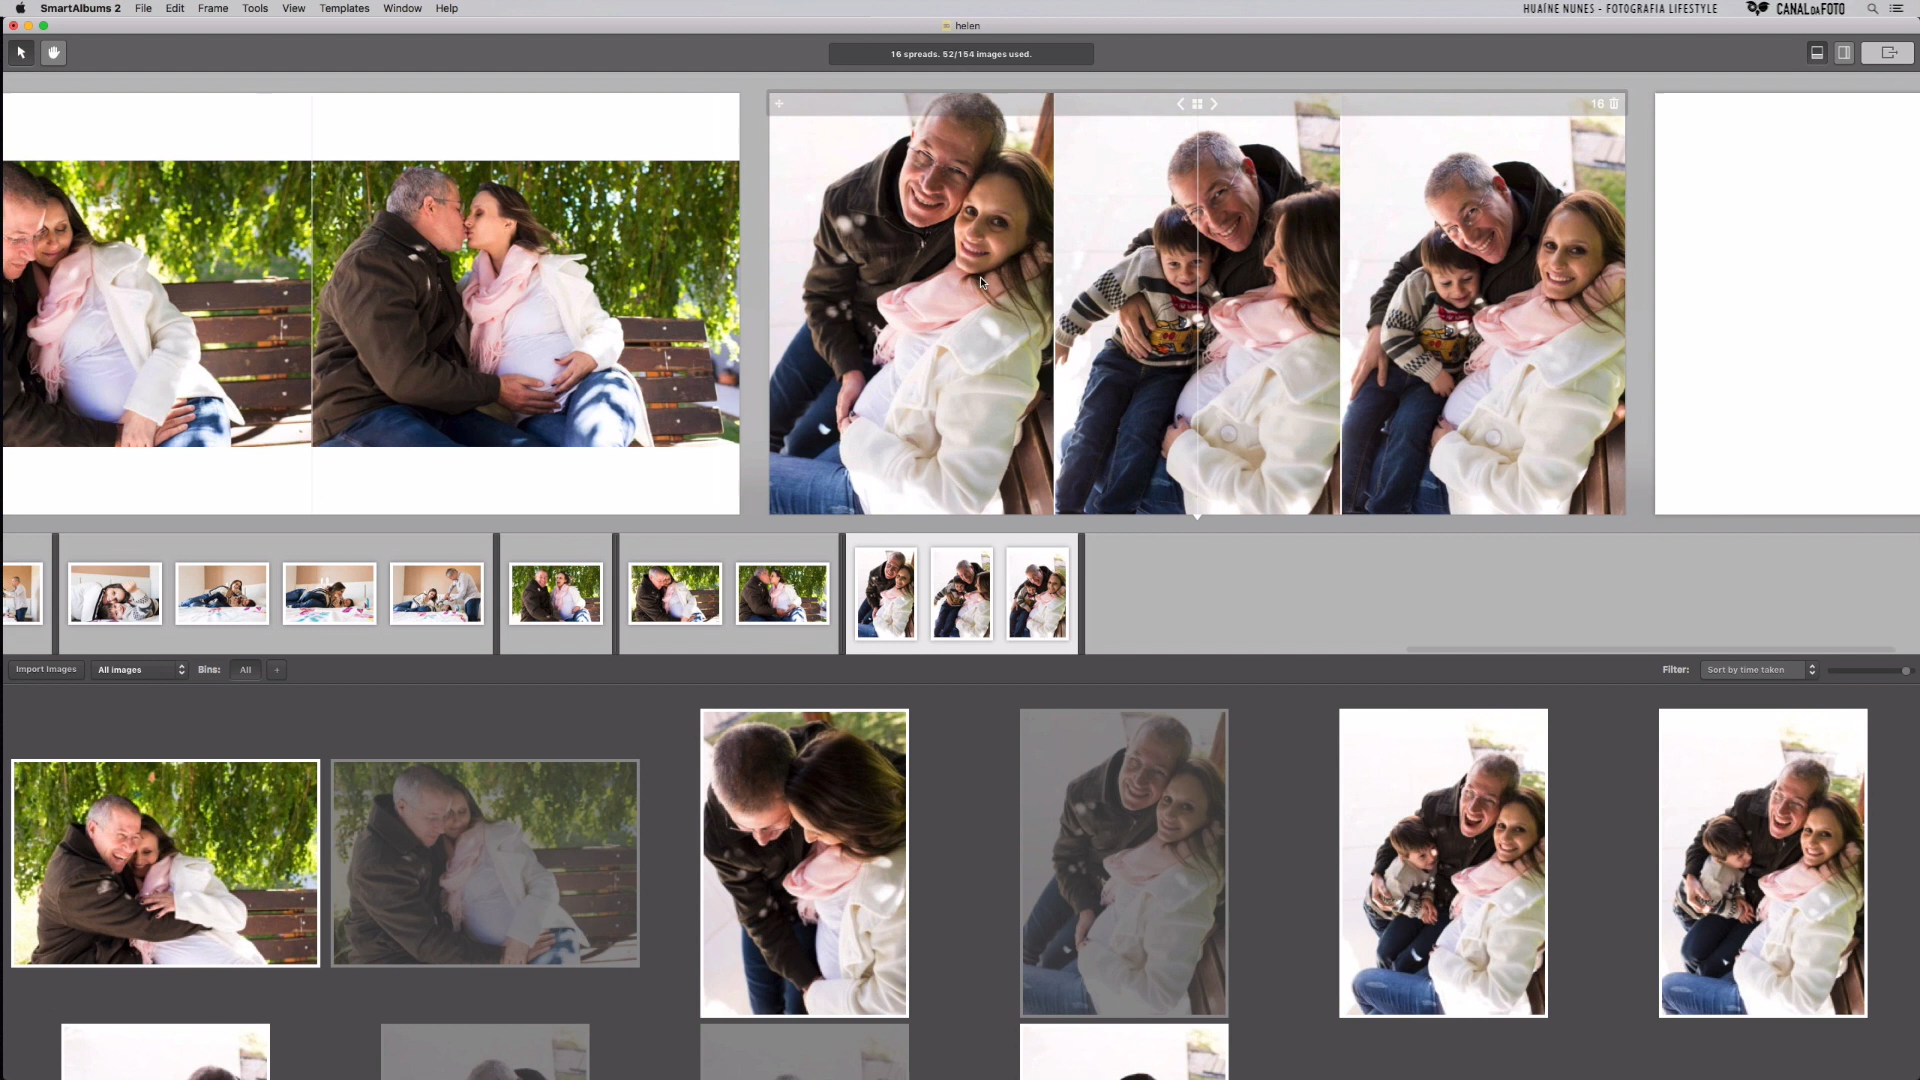 SmartAlbums 2 File Edit Frame Tools View Templates Window Help
HUAÍNE NUNES - FOTOGRAFIA LIFESTYLE
CANAL DA FOTO
helen
16 spreads. 52/154 images used.
16
Import Images All images Bins: All +
Filter: Sort by time taken